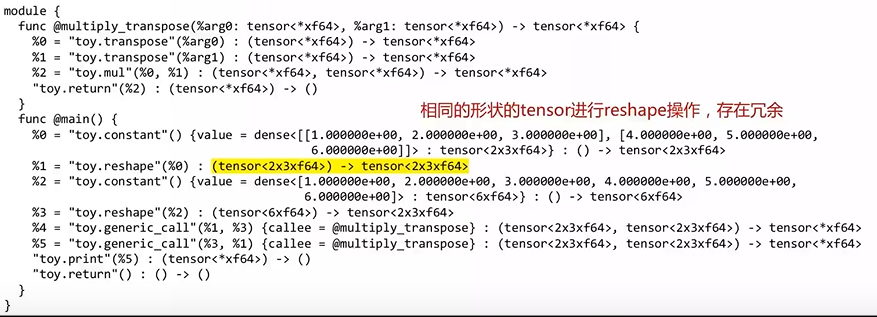 module {
func @multiply_transpose(%arg0: tensor<*xf64>, %arg1: tensor<*xf64>) -> tensor<*xf64> {
%0 = "toy.transpose"(%arg0) : (tensor<*xf64>) -> tensor<*xf64>
%1 = "toy.transpose"(%arg1) : (tensor<*xf64>) -> tensor<*xf64>
%2 = "toy.mul"(%0, %1) : (tensor<*xf64>, tensor<*xf64>) -> tensor<*xf64>
"toy.return"(%2) : (tensor<*xf64>) -> ()
}
相同的形状的tensor进行reshape操作，存在冗余
func @main() {
%0 = "toy.constant"() {value = dense<[[1.000000e+00, 2.000000e+00, 3.000000e+00], [4.000000e+00, 5.000000e+00,
6.000000e+00]]> : tensor<2x3xf64>} : () -> tensor<2x3xf64>
%1 = "toy.reshape"(%0) : (tensor<2x3xf64>) -> tensor<2x3xf64>
%2 = "toy.constant"() {value = dense<[1.000000e+00, 2.000000e+00, 3.000000e+00, 4.000000e+00, 5.000000e+00,
6.000000e+00]> : tensor<6xf64>} : () -> tensor<6xf64>
%3 = "toy.reshape"(%2) : (tensor<6xf64>) -> tensor<2x3xf64>
%4 = "toy.generic_call"(%1, %3) {callee = @multiply_transpose} : (tensor<2x3xf64>, tensor<2x3xf64>) -> tensor<*xf64>
%5 = "toy.generic_call"(%3, %1) {callee = @multiply_transpose} : (tensor<2x3xf64>, tensor<2x3xf64>) -> tensor<*xf64>
"toy.print"(%5) : (tensor<*xf64>) -> ()
"toy.return"() : () -> ()
}
}